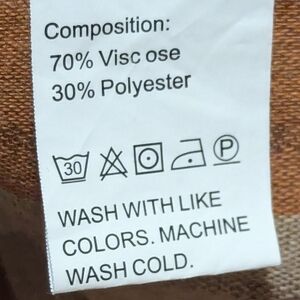 Composition:
70% Visc ose
30% Polyester
30 P
WASH WITH LIKE
COLORS. MACHINE
WASH COLD.